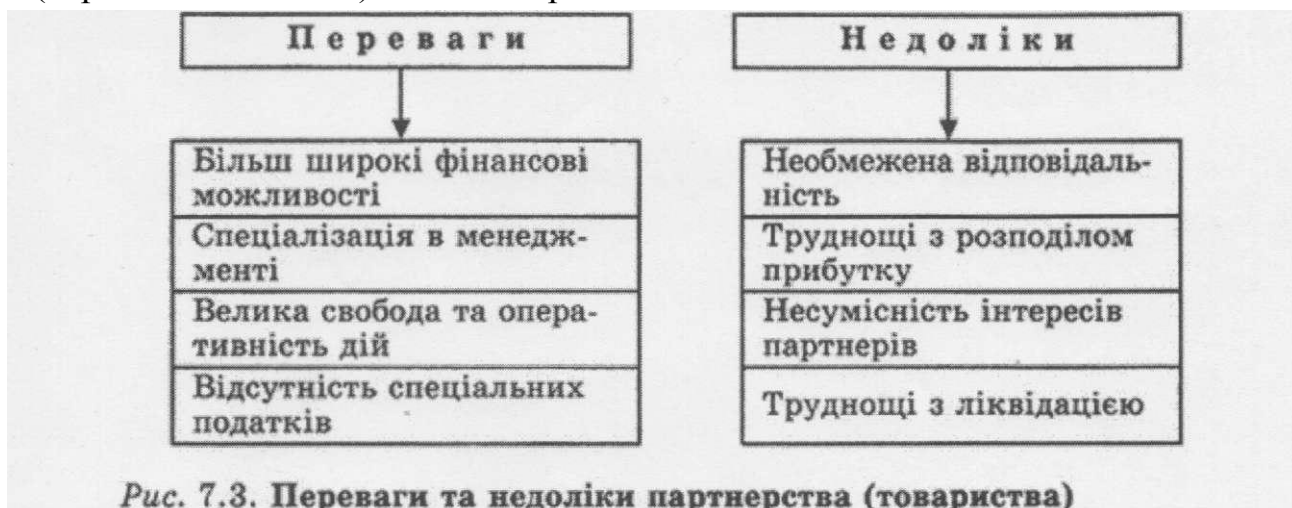 Переваги
Більш широкі фінансові
можливості
Спеціалізація в менедж-
менті
Велика свобода та опера-
тивність дій
Відсутність спеціальних
податків
Недоліки
Необмежена відповідаль-
ність
Труднощі з розподілом
прибутку
Несумісність інтересів
партнерів
Труднощі з ліквідацією
Рис. 7.3. Переваги та недоліки партнерства (товариства)